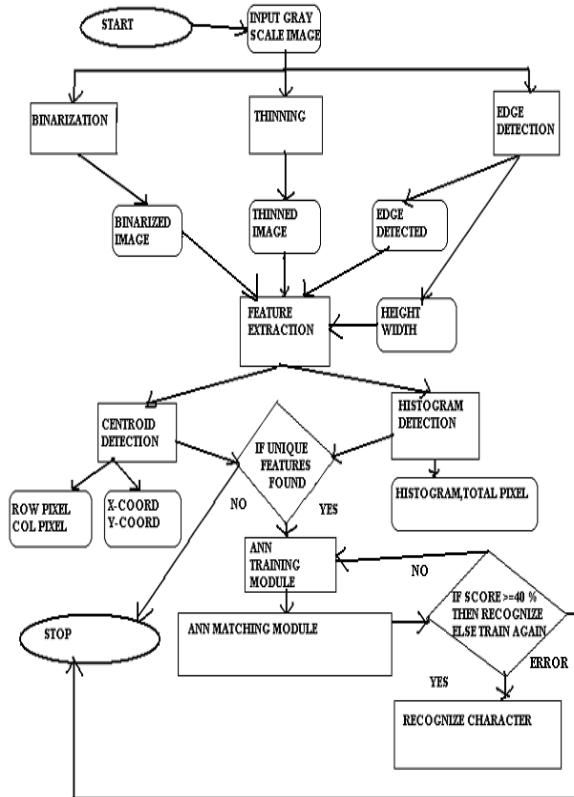 START
INPUT GRAY
SCALE IMAGE
BINARIZATION
THINNING
EDGE
DETECTION
BINARIZED
IMAGE
THINNED
IMAGE
EDGE
DETECTED
FEATURE
EXTRACTION
HEIGHT
WIDTH
CENTROID
DETECTION
IF UNIQUE
FEATURES
FOUND
HISTOGRAM
DETECTION
ROW PIXEL
COL PIXEL
X-COORD
Y-COORD
NO
YES
HISTOGRAM,TOTAL PIXEL
ANN
TRAINING
MODULE
NO
IF SCORE >=40 %
THEN RECOGNIZE
ELSE TRAIN AGAIN
STOP
ANN MATCHING MODULE
ERROR
YES
RECOGNIZE CHARACTER